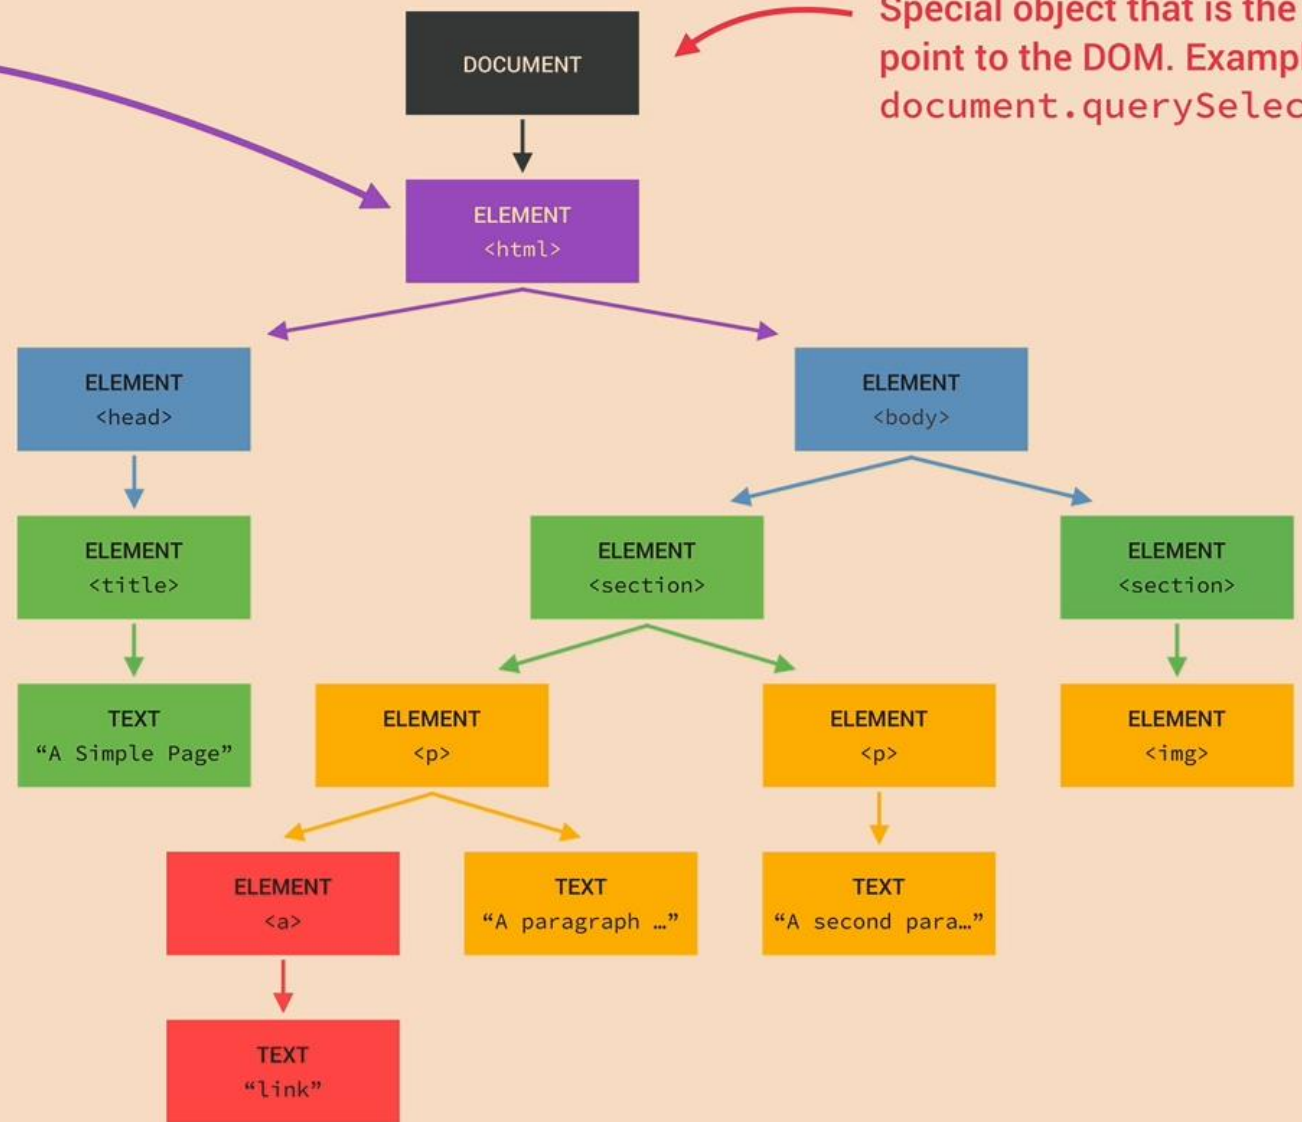 Special object that is the
point to the DOM.
document.querySelec
DOCUMENT
ELEMENT
<html>
ELEMENT
<head>
ELEMENT
<body>
ELEMENT
<title>
ELEMENT
<section>
ELEMENT
<section>
TEXT
“A Simple Page”
ELEMENT
<p>
ELEMENT
<p>
ELEMENT
<img>
ELEMENT
<a>
TEXT
“A paragraph …”
TEXT
“A second para…”
TEXT
“link”